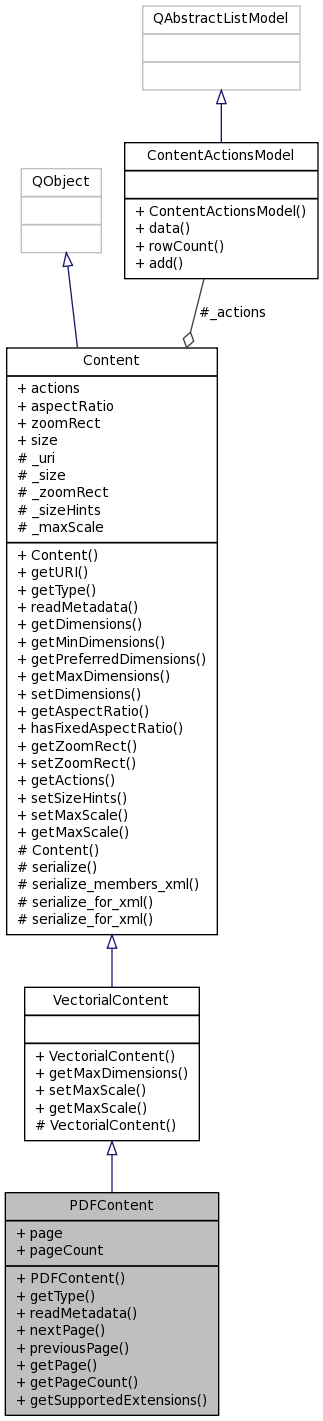 QAbstractListModel
ContentActionsModel
+ ContentActionsModel()
+ data()
+ rowCount()
+ add()
QObject
#_actions
Content
+ actions
+ aspectRatio
+ zoomRect
+ size
# _uri
# _size
# _zoomRect
# _sizeHints
# _maxScale
+ Content()
+ getURI()
+ getType()
+ readMetadata()
+ getDimensions()
+ getMinDimensions()
+ getPreferredDimensions()
+ getMaxDimensions()
+ setDimensions()
+ getAspectRatio()
+ hasFixedAspectRatio()
+ getZoomRect()
+ setZoomRect()
+ getActions()
+ setSizeHints()
+ setMaxScale()
+ getMaxScale()
# Content()
# serialize()
# serialize_members_xml()
# serialize_for_xml()
# serialize_for_xml()
VectorialContent
+ VectorialContent()
+ getMaxDimensions()
+ setMaxScale()
+ getMaxScale()
# VectorialContent()
PDFContent
+ page
+ pageCount
+ PDFContent()
+ getType()
+ readMetadata()
+ nextPage()
+ previousPage()
+ getPage()
+ getPageCount()
+ getSupportedExtensions()